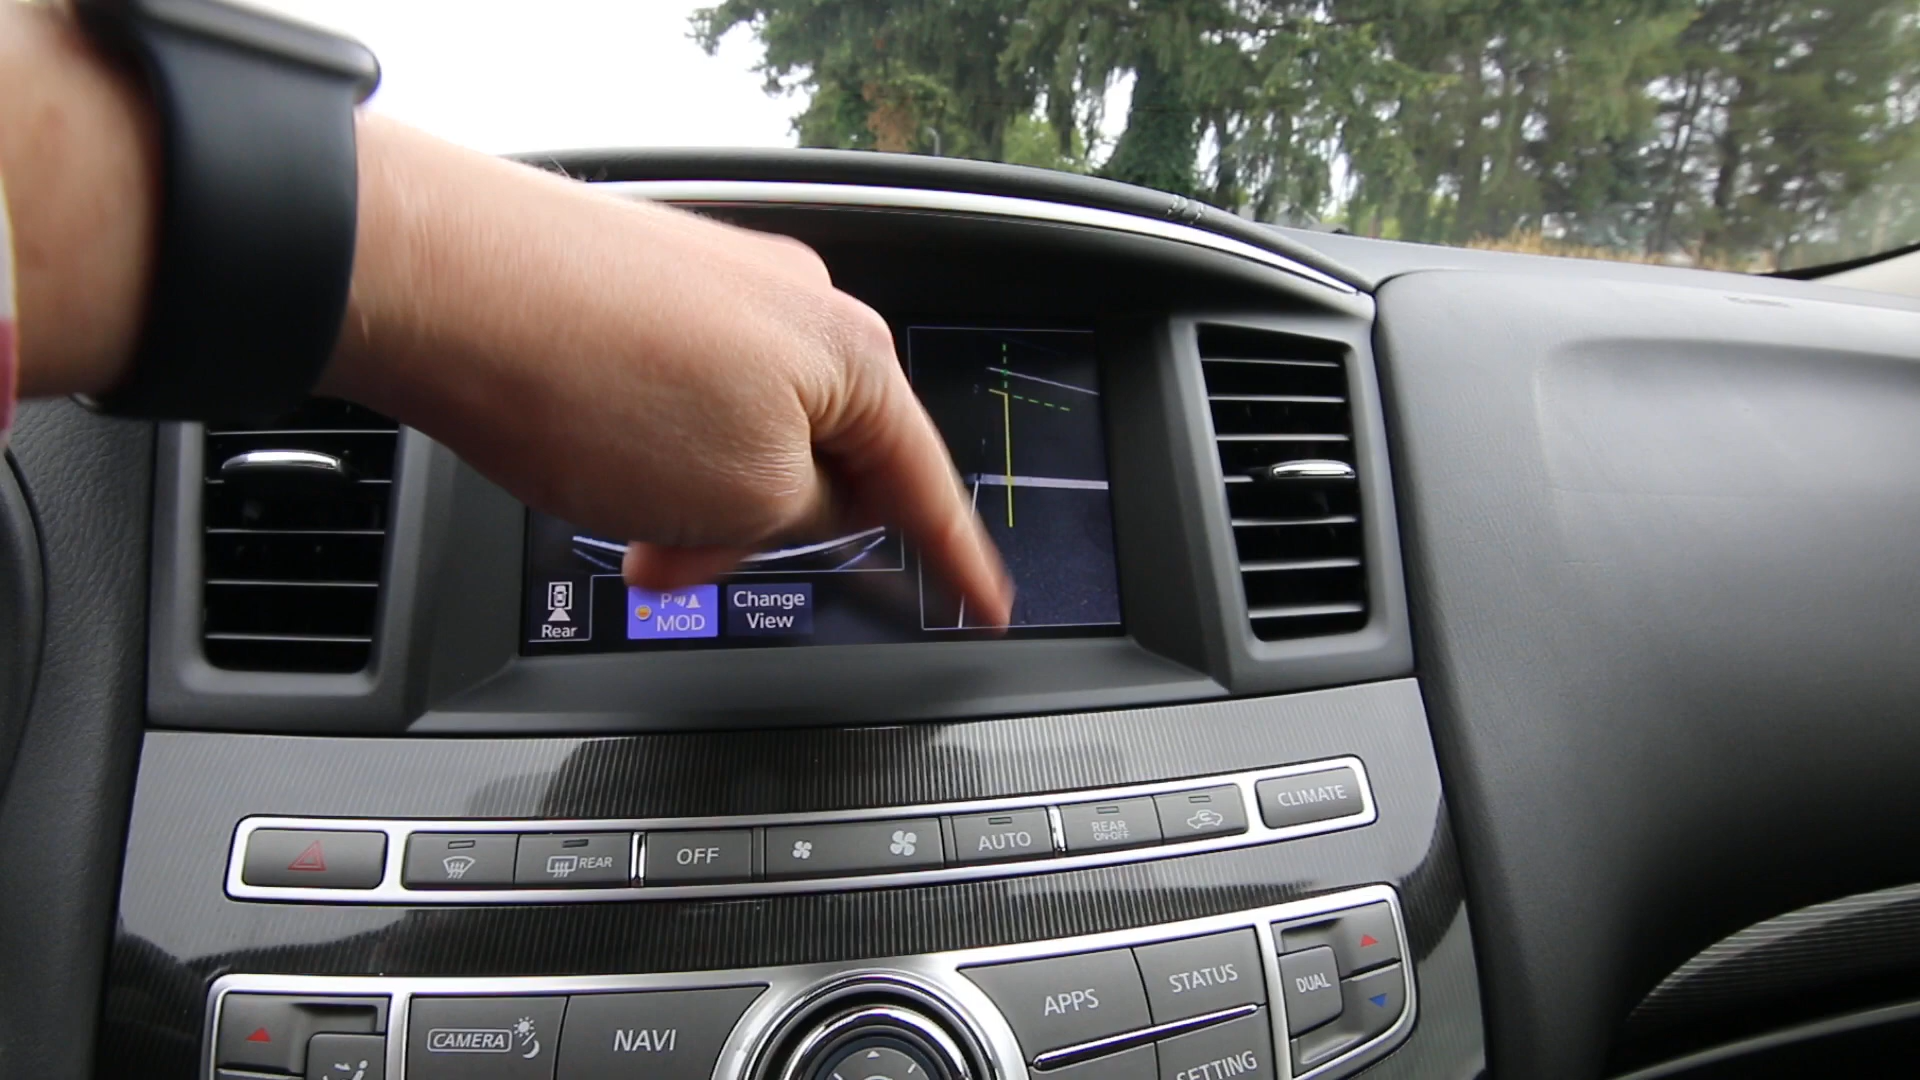 P
MOD
Change
View
Rear
CLIMATE
REAR
OFF
AUTO
REAR
ON•OFF
CAMERA
NAVI
APPS
STATUS
DUAL
SETTING